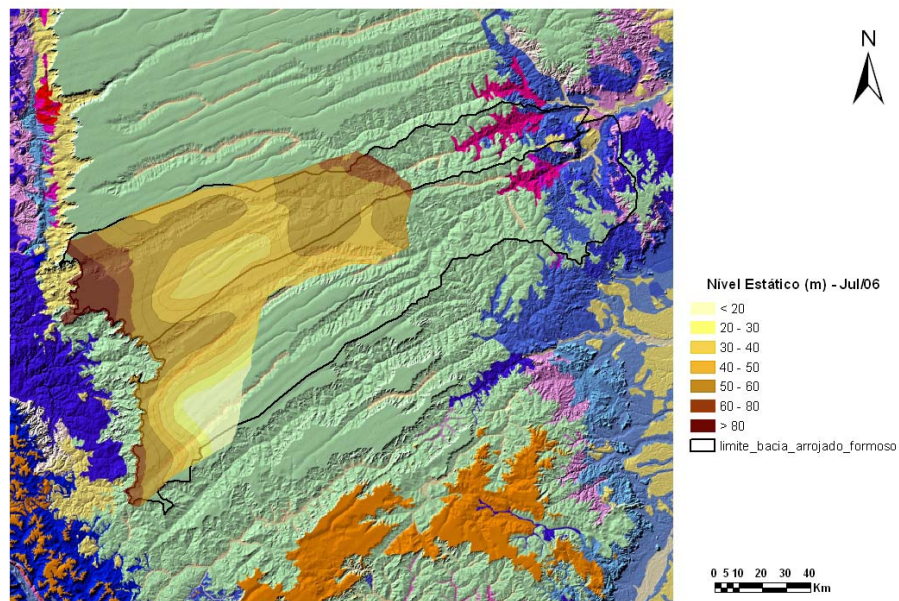 N
Nível Estático (m) - Jul/06
< 20
20 - 30
30 - 40
40 - 50
50 - 60
60 - 80
> 80
limite_bacia_arrojado_formoso
0 5 10 20 30 40
Km